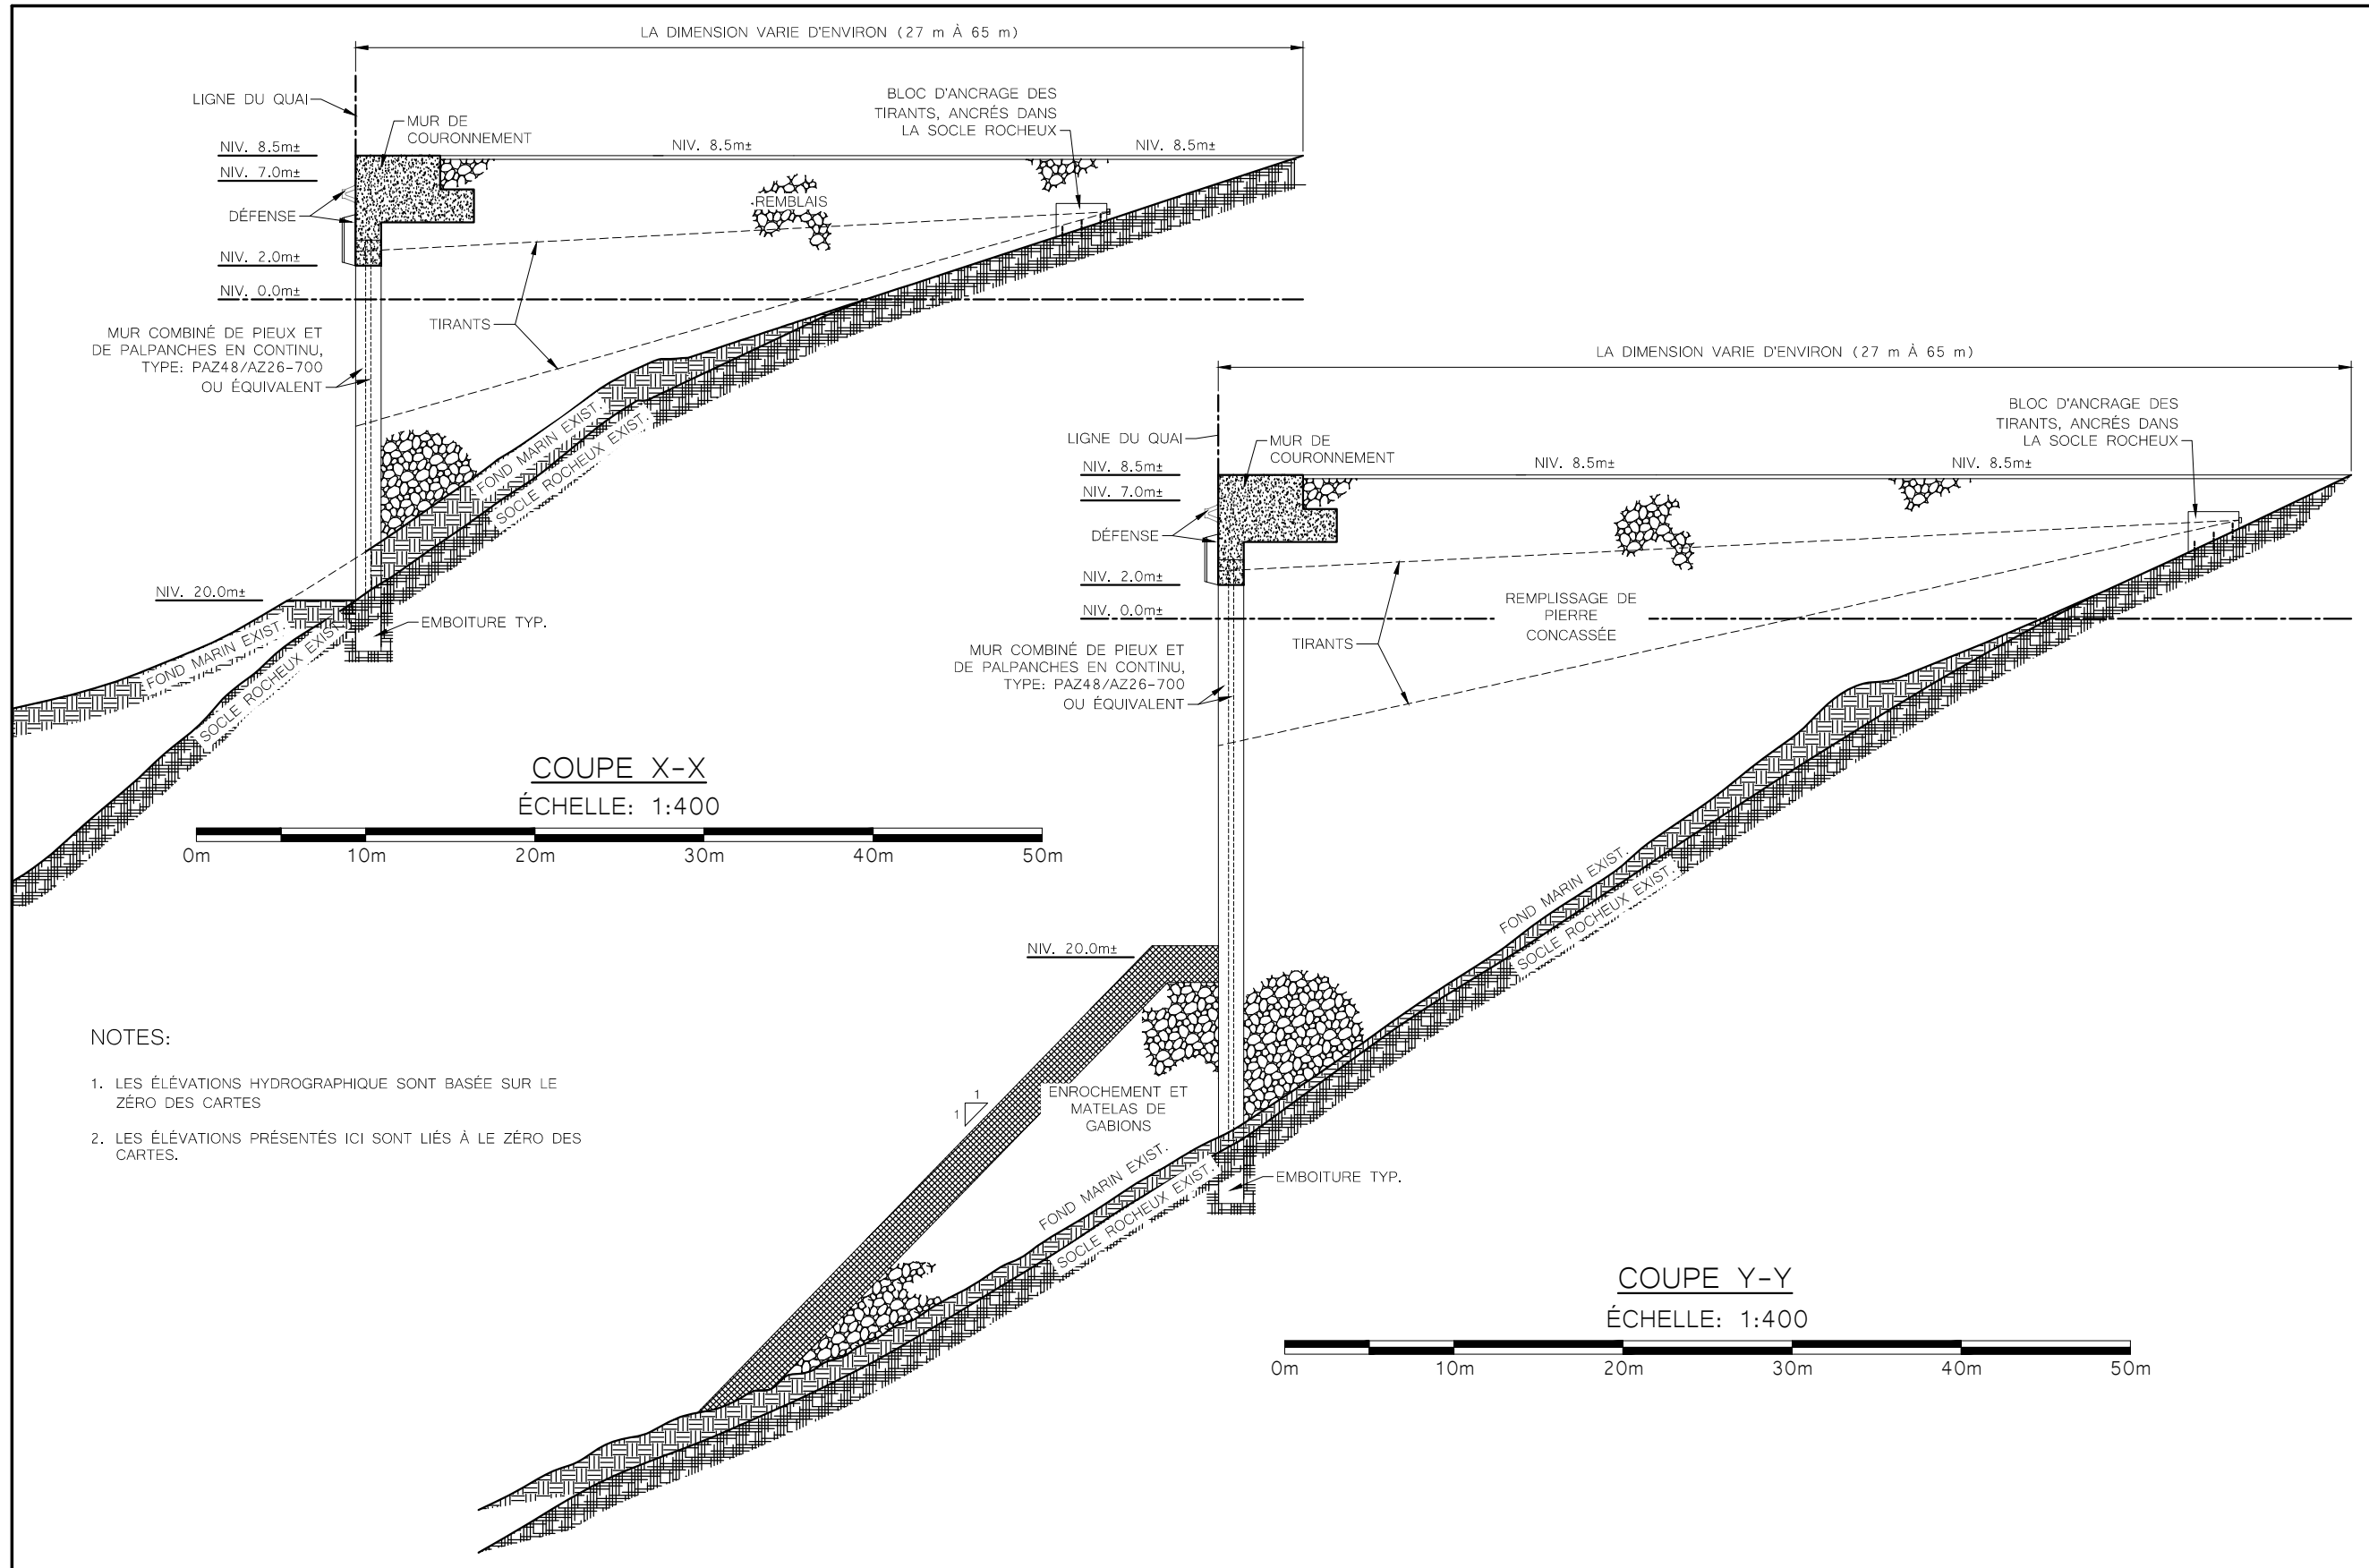 LA DIMENSION VARIE D'ENVIRON (27 m À 65 m)
LIGNE DU QUAI
MUR DE
COURONNEMENT
BLOC D'ANCRAGE DES
TIRANTS, ANCRÉS DANS
LA SOCLE ROCHEUX
NIV. 8.5m±
NIV. 8.5m±
NIV. 8.5m±
NIV. 7.0m±
REMBLAIS
DÉFENSE
NIV. 2.0m±
NIV. 0.0m±
TIRANTS
MUR COMBINÉ DE PIEUX ET
DE PALPANCHES EN CONTINU,
TYPE: PAZ48/AZ26-700
OU ÉQUIVALENT
FOND MARIN EXIST.
SOCLE ROCHEUX EXIST.
NIV. 20.0m±
EMBOITURE TYP.
FOND MARIN EXIST.
SOCLE ROCHEUX EXIST.
COUPE X-X
ÉCHELLE: 1:400
0m 10m 20m 30m 40m 50m
LA DIMENSION VARIE D'ENVIRON (27 m À 65 m)
LIGNE DU QUAI
MUR DE
COURONNEMENT
BLOC D'ANCRAGE DES
TIRANTS, ANCRÉS DANS
LA SOCLE ROCHEUX
NIV. 8.5m±
NIV. 8.5m±
NIV. 8.5m±
NIV. 7.0m±
DÉFENSE
NIV. 2.0m±
NIV. 0.0m±
REMPLISSAGE DE
PIERRE
CONCASSÉE
TIRANTS
MUR COMBINÉ DE PIEUX ET
DE PALPANCHES EN CONTINU,
TYPE: PAZ48/AZ26-700
OU ÉQUIVALENT
FOND MARIN EXIST.
SOCLE ROCHEUX EXIST.
NIV. 20.0m±
1
1
ENROCHEMENT ET
MATELAS DE
GABIONS
FOND MARIN EXIST.
SOCLE ROCHEUX EXIST.
EMBOITURE TYP.
COUPE Y-Y
ÉCHELLE: 1:400
0m 10m 20m 30m 40m 50m
NOTES:
1. LES ÉLÉVATIONS HYDROGRAPHIQUE SONT BASÉE SUR LE
ZÉRO DES CARTES
2. LES ÉLÉVATIONS PRÉSENTÉS ICI SONT LIÉS À LE ZÉRO DES
CARTES.